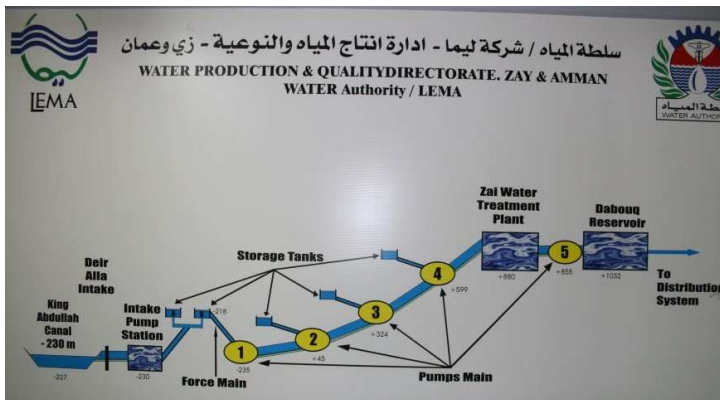 سلطة المياه / شركة ليما - ادارة انتاج المياه والنوعية - زي وعمان
WATER PRODUCTION & QUALITYDIRECTORATE. ZAY & AMMAN
WATER Authority / LEMA
ليما
LEMA
سلطة المياه
WATER AUTHOR
Zai Water
Treatment
Plant
Dabouq
Reservoir
Storage Tanks
Deir
Alla
Intake
King
Abdullah
Canal
- 230 m
Intake
Pump
Station
-218
4
5
+880
+855
+1032
+599
To
Distribution
System
3
+324
2
+45
1
-235
-227
-230
Force Main
Pumps Main